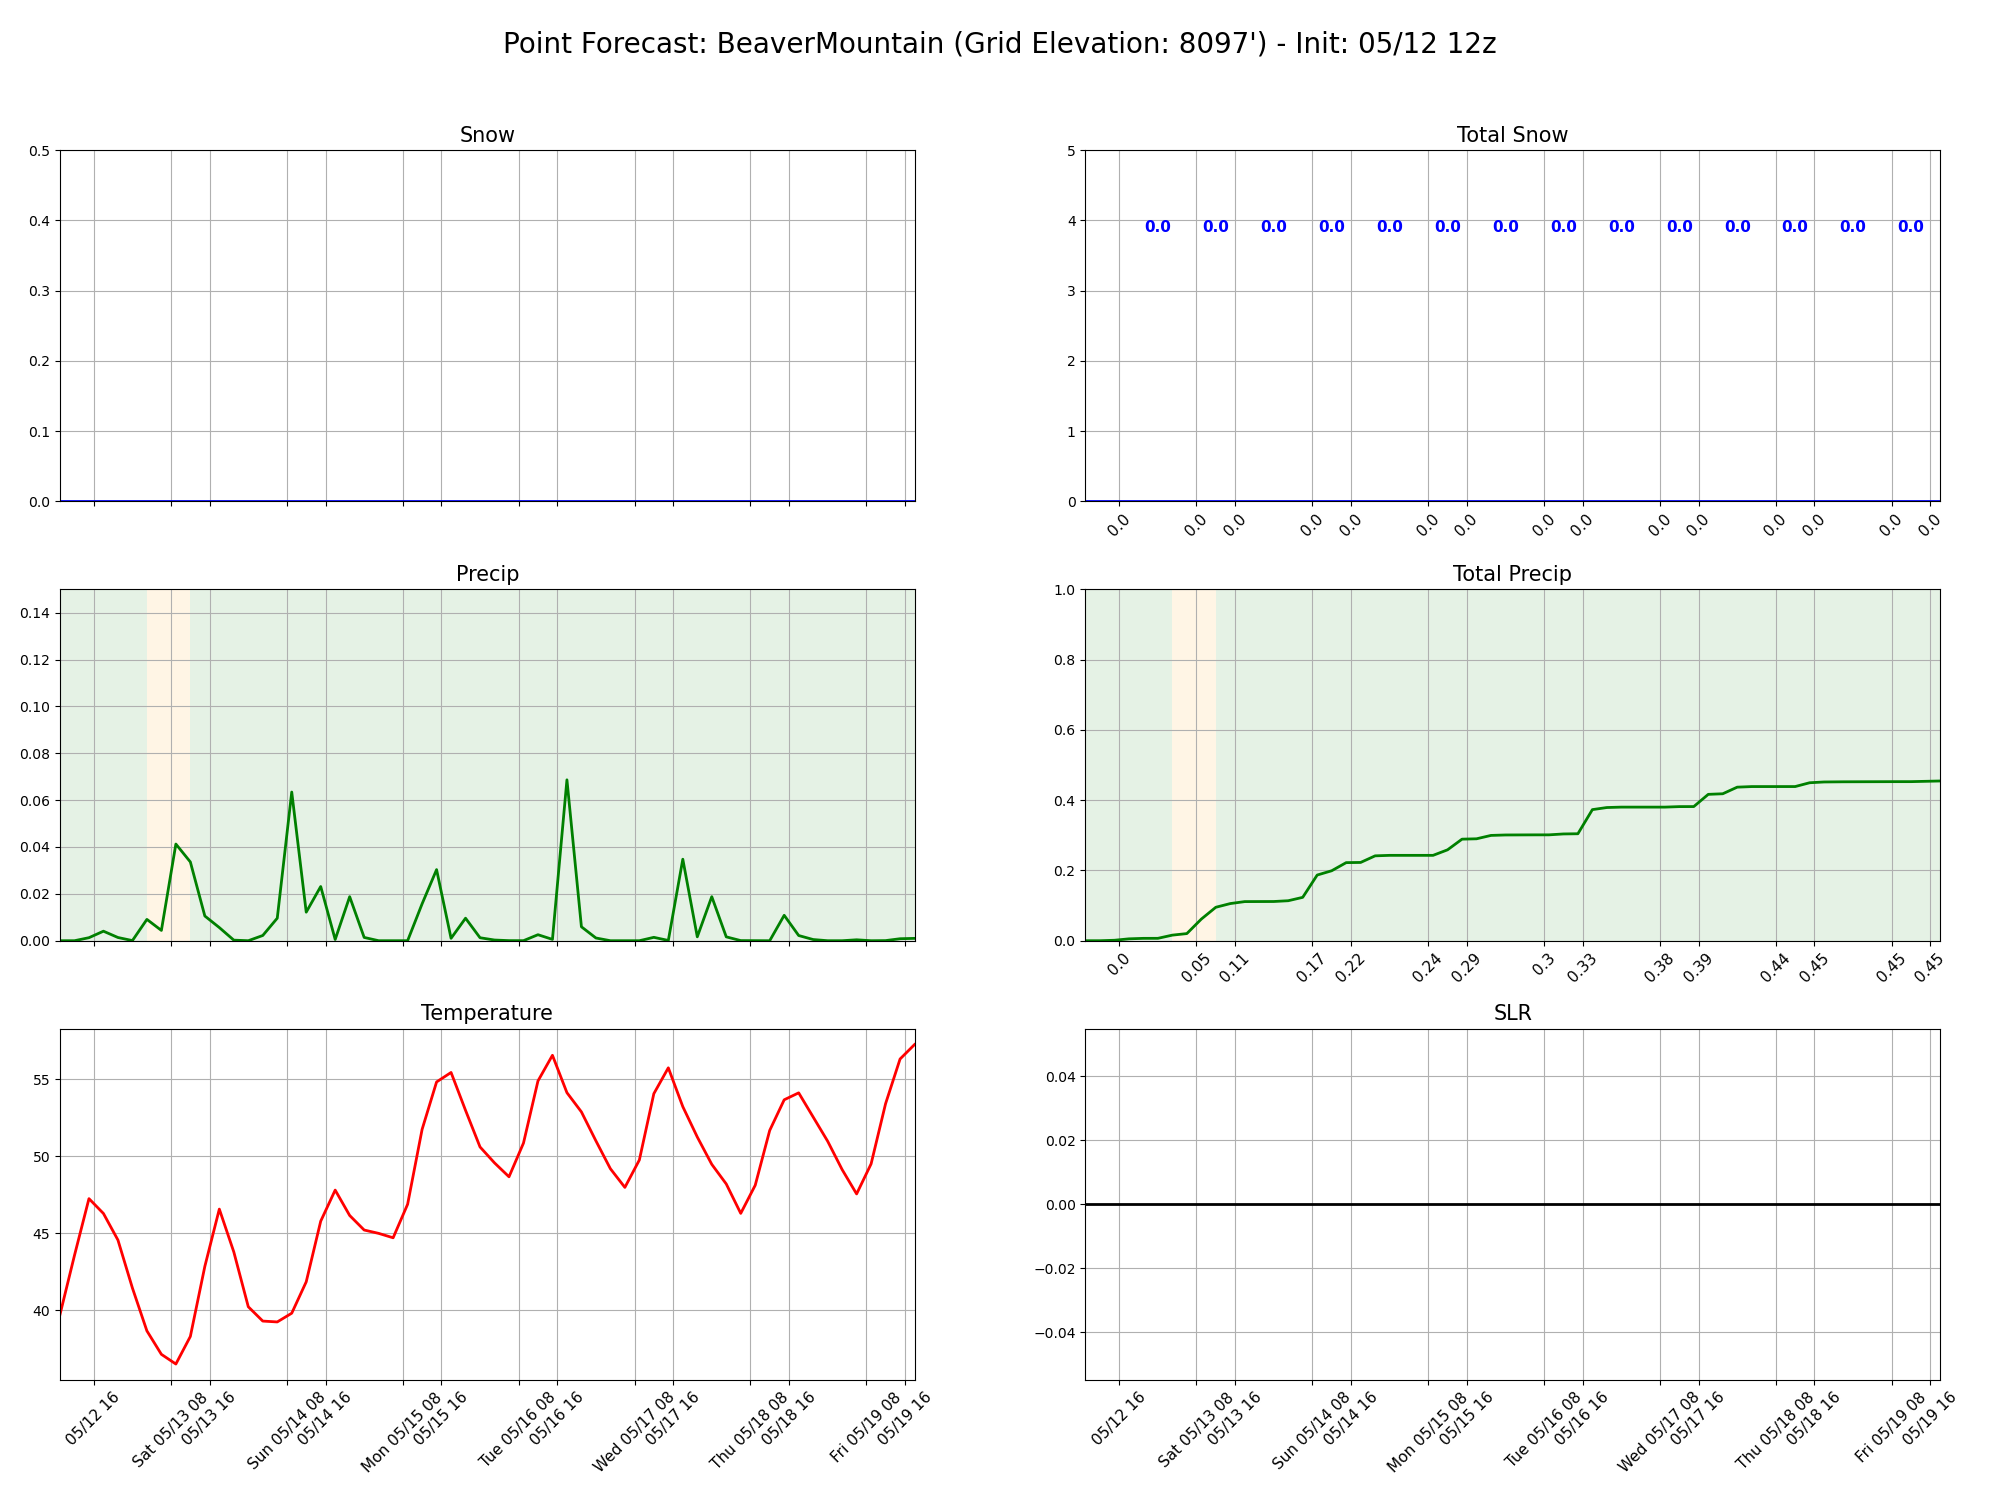 Point Forecast: BeaverMountain (Grid Elevation: 8097') - Init: 05/12 12z
Snow
0.5
0.4
0.3
0.2
0.1
0.0
Total Snow
5
4
3
2
1
0
0.0 0.0 0.0 0.0 0.0 0.0 0.0 0.0 0.0 0.0 0.0 0.0 0.0 0.0
0.0 0.0 0.0 0.0 0.0 0.0 0.0 0.0 0.0 0.0 0.0 0.0 0.0 0.0 0.0
Precip
0.14
0.12
0.10
0.08
0.06
0.04
0.02
0.00
Total Precip
1.0
0.8
0.6
0.4
0.2
0.0
0.0 0.05 0.11 0.17 0.22 0.24 0.29 0.3 0.33 0.38 0.39 0.44 0.45 0.45 0.45
Temperature
55
50
45
40
05/12 16
Sat 05/13 08
05/13 16
Sun 05/14 08
05/14 16
Mon 05/15 08
05/15 16
Tue 05/16 08
05/16 16
Wed 05/17 08
05/17 16
Thu 05/18 08
05/18 16
Fri 05/19 08
05/19 16
SLR
0.04
0.02
0.00
−0.02
−0.04
05/12 16
Sat 05/13 08
05/13 16
Sun 05/14 08
05/14 16
Mon 05/15 08
05/15 16
Tue 05/16 08
05/16 16
Wed 05/17 08
05/17 16
Thu 05/18 08
05/18 16
Fri 05/19 08
05/19 16